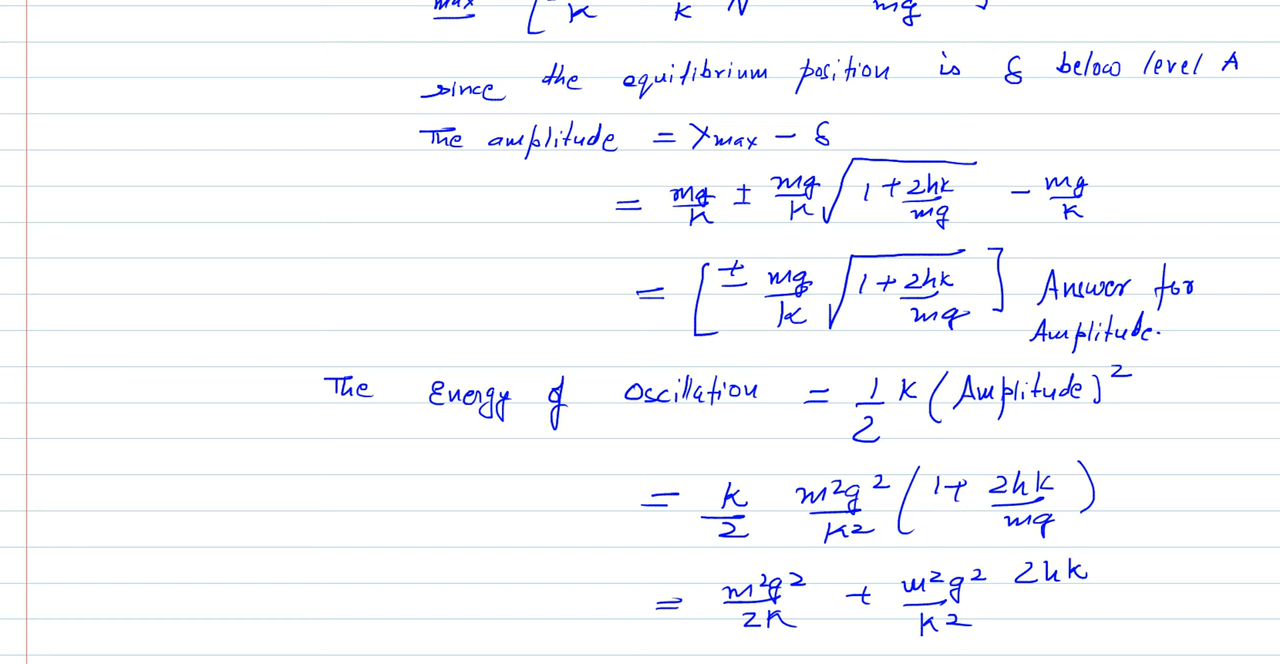 max [ K K √ mg ]
since the equilibrium position is δ below level A
The amplitude = Xmax - δ
= mg/K ± mg/K √(1 + 2hK/mg) - mg/K
= [± mg/K √(1 + 2hK/mg)] Answer for
Amplitude.
The Energy of Oscillation = 1/2 K (Amplitude)²
= K/2 m²g²/K² (1 + 2hK/mg)
= m²g²/2K + m²g²/K² 2hK